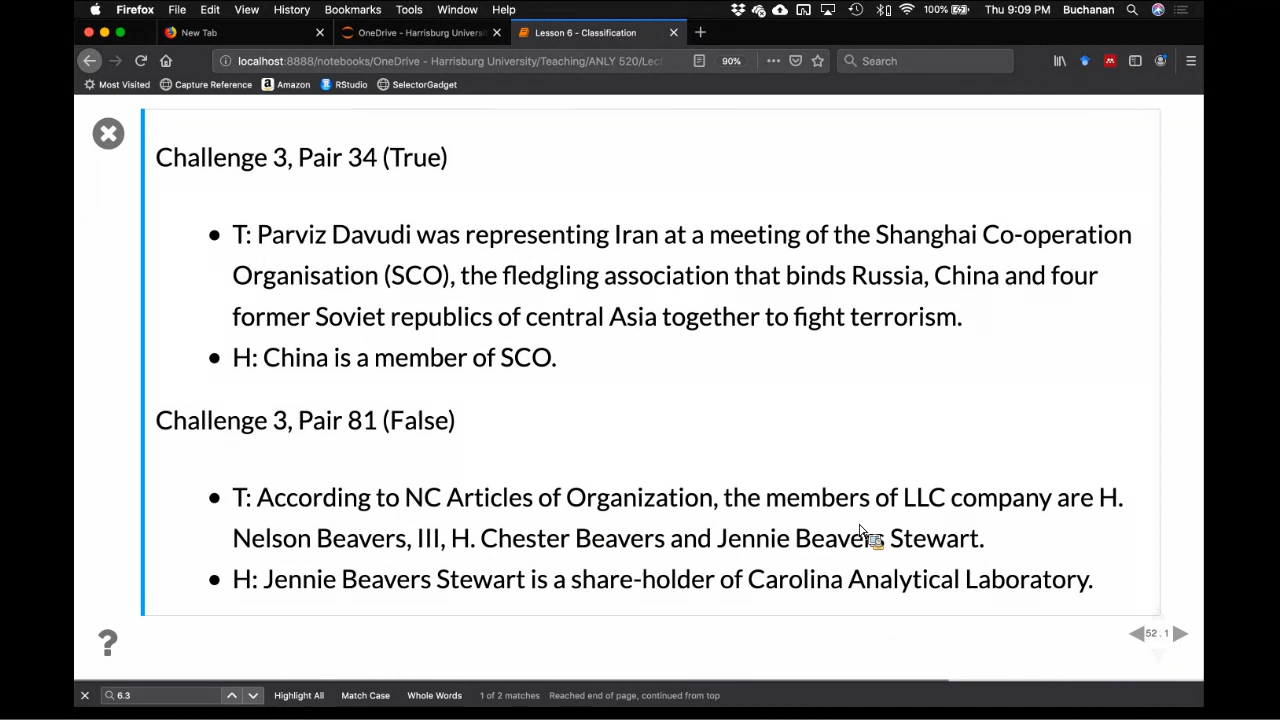 Firefox File Edit View History Bookmarks Tools Window Help 100% Thu 9:09 PM Buchanan
New Tab OneDrive - Harrisburg Universi Lesson 6 - Classification
localhost:8888/notebooks/OneDrive - Harrisburg University/Teaching/ANLY 520/Lec 90% Search
Most Visited Capture Reference Amazon RStudio SelectorGadget
Challenge 3, Pair 34 (True)
• T: Parviz Davudi was representing Iran at a meeting of the Shanghai Co-operation
Organisation (SCO), the fledgling association that binds Russia, China and four
former Soviet republics of central Asia together to fight terrorism.
• H: China is a member of SCO.
Challenge 3, Pair 81 (False)
• T: According to NC Articles of Organization, the members of LLC company are H.
Nelson Beavers, III, H. Chester Beavers and Jennie Beavers Stewart.
• H: Jennie Beavers Stewart is a share-holder of Carolina Analytical Laboratory.
?
52 . 1
6.3 Highlight All Match Case Whole Words 1 of 2 matches Reached end of page, continued from top